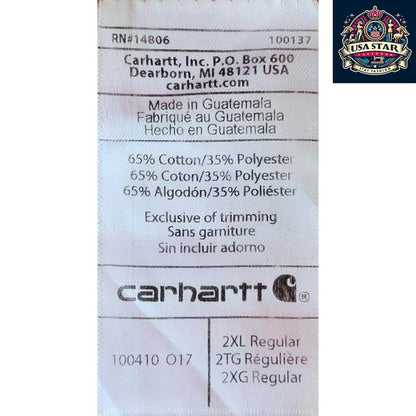 RN#14806 100137
Carhartt, Inc. P.O. Box 600
Dearborn, MI 48121 USA
carhartt.com
Made in Guatemala
Fabriqué au Guatemala
Hecho en Guatemala
65% Cotton/35% Polyester
65% Coton/35% Polyester
65% Algodón/35% Poliéster
Exclusive of trimming
Sans garniture
Sin incluir adorno
carhartt ®
100410 O17
2XL Regular
2TG Régulière
2XG Regular
USA STAR